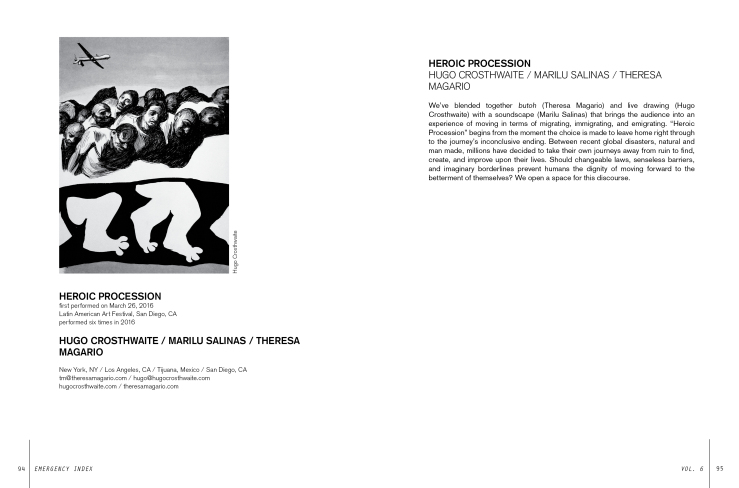 Hugo Crosthwaite
HEROIC PROCESSION
first performed on March 26, 2016
Latin American Art Festival, San Diego, CA
performed six times in 2016
HUGO CROSTHWAITE / MARILU SALINAS / THERESA
MAGARIO
New York, NY / Los Angeles, CA / Tijuana, Mexico / San Diego, CA
tm@theresamagario.com / hugo@hugocrosthwaite.com
hugocrosthwaite.com / theresamagario.com
94
EMERGENCY INDEX
HEROIC PROCESSION
HUGO CROSTHWAITE / MARILU SALINAS / THERESA
MAGARIO
We've blended together butoh (Theresa Magario) and live drawing (Hugo
Crosthwaite) with a soundscape (Marilu Salinas) that brings the audience into an
experience of moving in terms of migrating, immigrating, and emigrating. "Heroic
Procession" begins from the moment the choice is made to leave home right through
to the journey's inconclusive ending. Between recent global disasters, natural and
man made, millions have decided to take their own journeys away from ruin to find,
create, and improve upon their lives. Should changeable laws, senseless barriers,
and imaginary borderlines prevent humans the dignity of moving forward to the
betterment of themselves? We open a space for this discourse.
VOL. 6
95